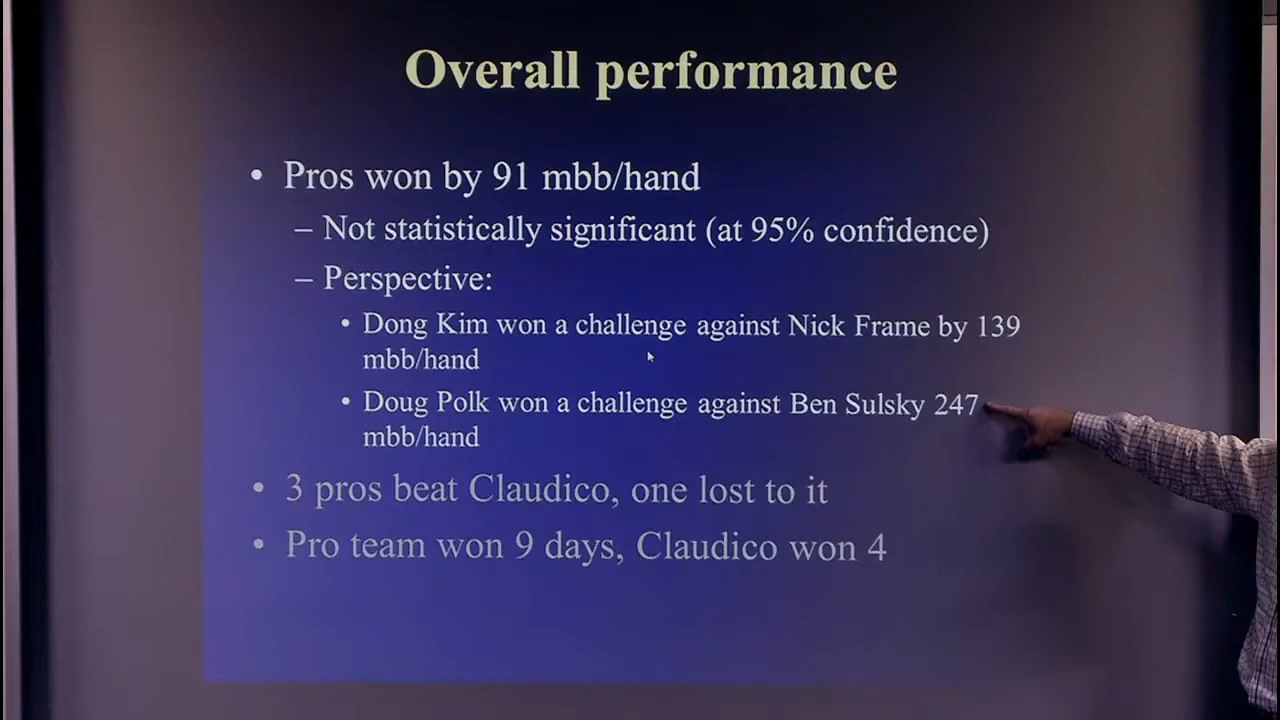 Overall performance
• Pros won by 91 mbb/hand
– Not statistically significant (at 95% confidence)
– Perspective:
• Dong Kim won a challenge against Nick Frame by 139
mbb/hand
• Doug Polk won a challenge against Ben Sulsky 247
mbb/hand
• 3 pros beat Claudico, one lost to it
• Pro team won 9 days, Claudico won 4